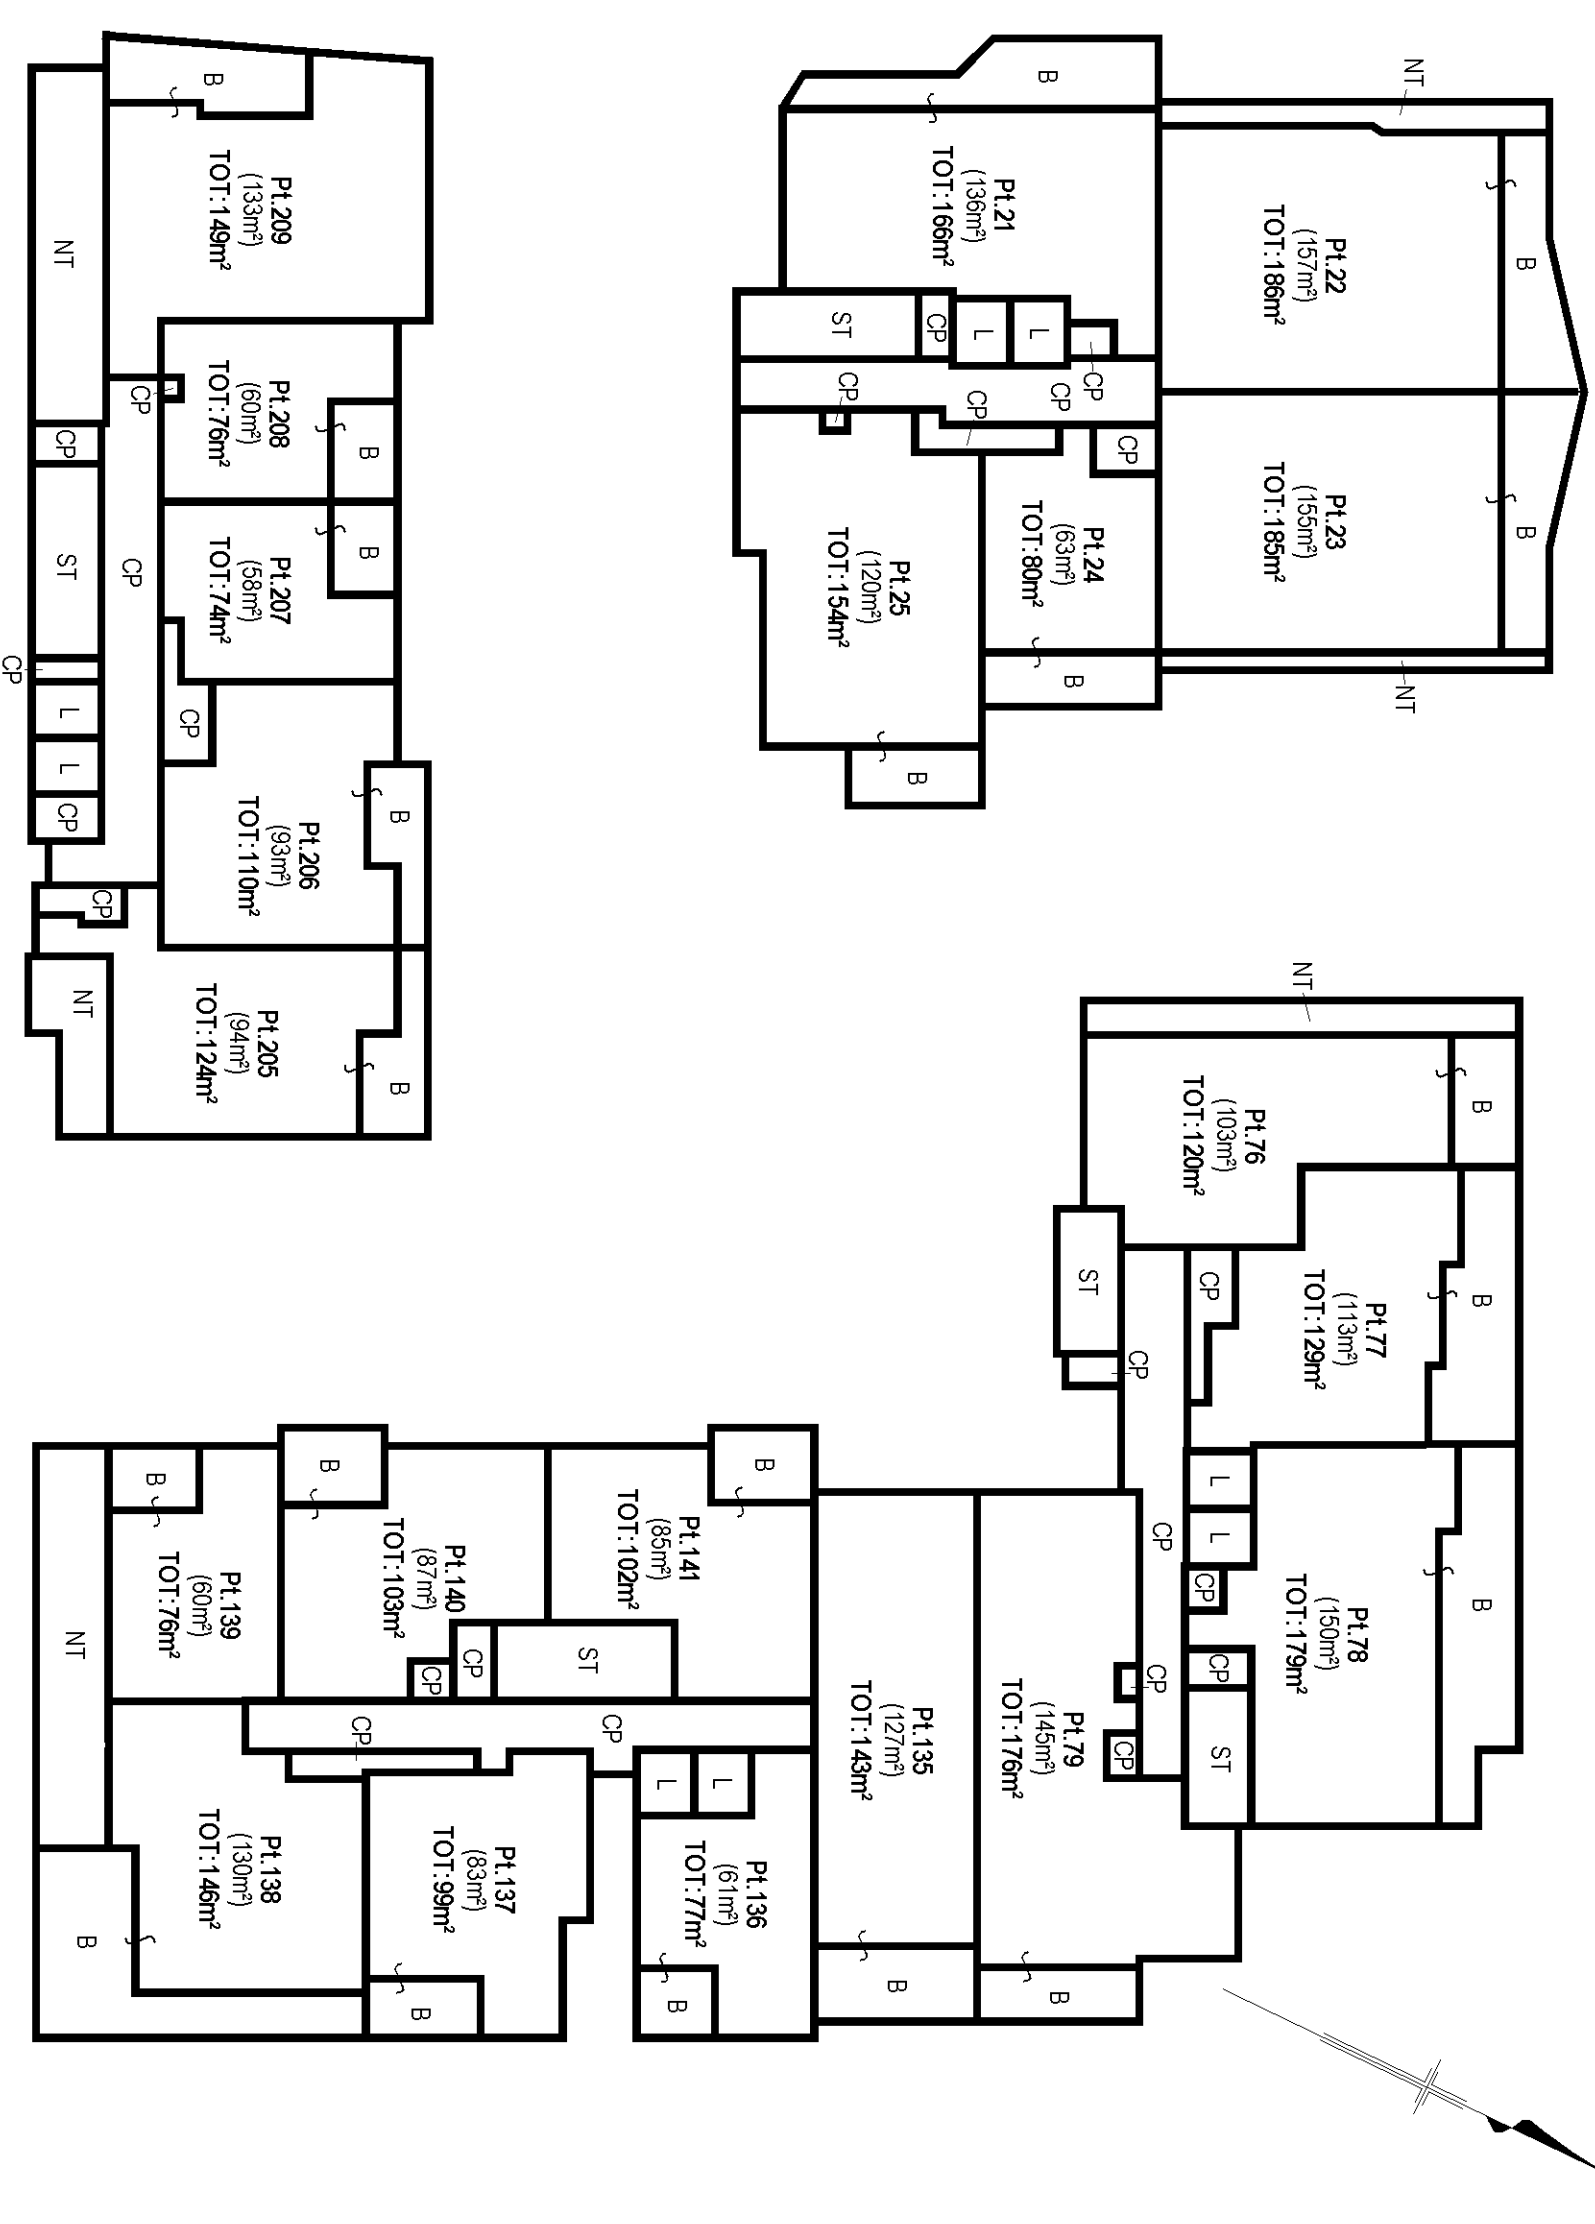 B
NT
Pt.209
(133m²)
TOT:149m²
Pt.208
(60m²)
TOT:76m²
B
CP
CP
B
Pt.207
(58m²)
TOT:74m²
ST
CP
CP
CP
L
L
CP
B
Pt.206
(93m²)
TOT:110m²
CP
Pt.205
(94m²)
TOT:124m²
NT
B
B
NT
Pt.21
(136m²)
TOT:166m²
Pt.22
(157m²)
TOT:186m²
B
ST
CP
L
L
CP
CP
CP
CP
CP
Pt.23
(155m²)
TOT:185m²
B
Pt.24
(63m²)
TOT:80m²
B
NT
Pt.25
(120m²)
TOT:154m²
B
NT
B
Pt.76
(103m²)
TOT:120m²
ST
CP
CP
Pt.77
(113m²)
TOT:129m²
B
L
L
CP
CP
CP
ST
Pt.78
(150m²)
TOT:179m²
B
CP
CP
Pt.79
(145m²)
TOT:176m²
B
Pt.135
(127m²)
TOT:143m²
B
B
Pt.141
(85m²)
TOT:102m²
B
Pt.140
(87m²)
TOT:103m²
ST
CP
CP
B
Pt.139
(60m²)
TOT:76m²
NT
CP
CP
L
L
Pt.136
(61m²)
TOT:77m²
B
Pt.137
(83m²)
TOT:99m²
B
Pt.138
(130m²)
TOT:146m²
B